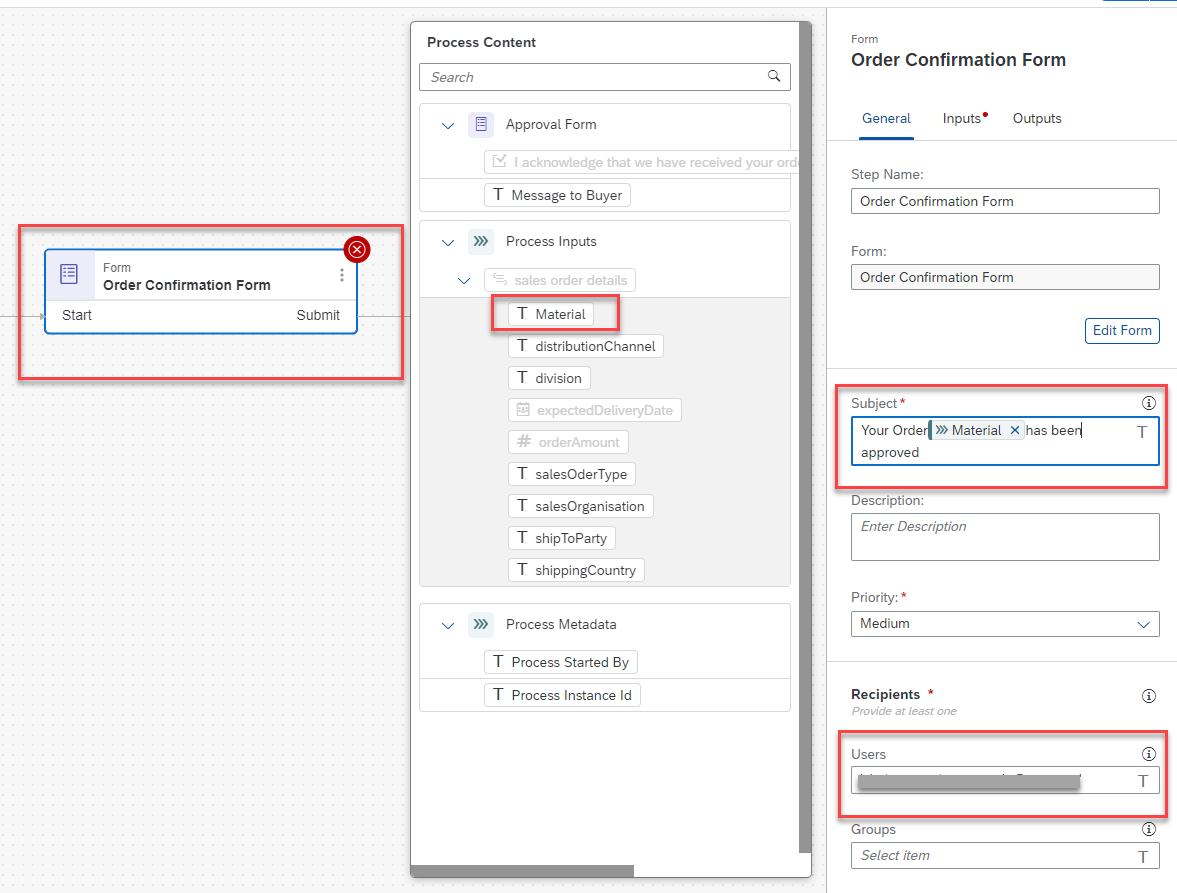 Form
Order Confirmation Form
Start
Submit
Process Content
Search
Approval Form
I acknowledge that we have received your orde
T Message to Buyer
Process Inputs
sales order details
T Material
T distributionChannel
T division
expectedDeliveryDate
# orderAmount
T salesOderType
T salesOrganisation
T shipToParty
T shippingCountry
Process Metadata
T Process Started By
T Process Instance Id
Form
Order Confirmation Form
General
Inputs
Outputs
Step Name:
Order Confirmation Form
Form:
Order Confirmation Form
Edit Form
Subject*
Your Order Material × has been T
approved
Description:
Enter Description
Priority:*
Medium
Recipients *
Provide at least one
Users
T
Groups
Select item T